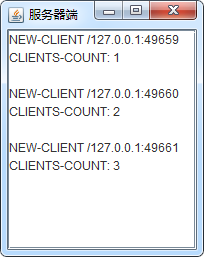 服务器端
NEW-CLIENT /127.0.0.1:49659
CLIENTS-COUNT: 1
NEW-CLIENT /127.0.0.1:49660
CLIENTS-COUNT: 2
NEW-CLIENT /127.0.0.1:49661
CLIENTS-COUNT: 3